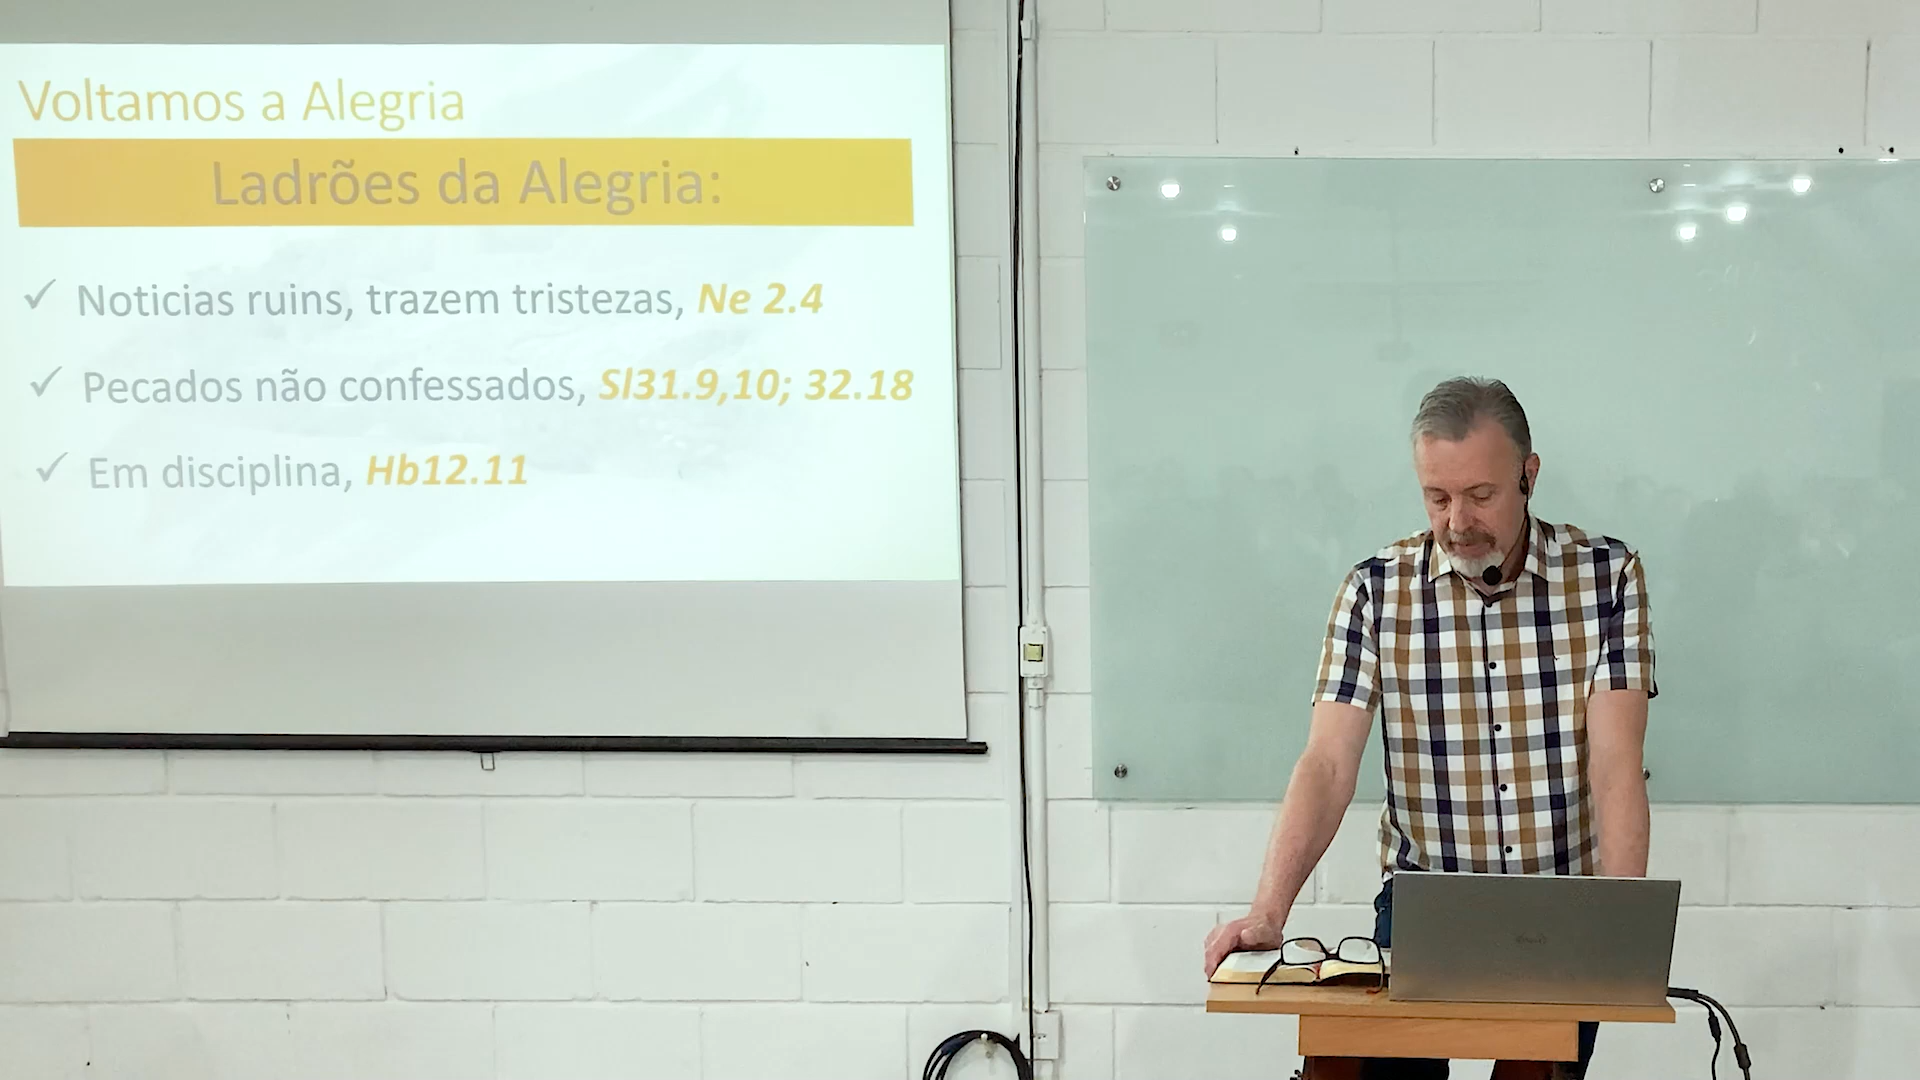 Voltamos a Alegria
Ladrões da Alegria:
✓ Noticias ruins, trazem tristezas, Ne 2.4
✓ Pecados não confessados, Sl31.9,10; 32.18
✓ Em disciplina, Hb12.11